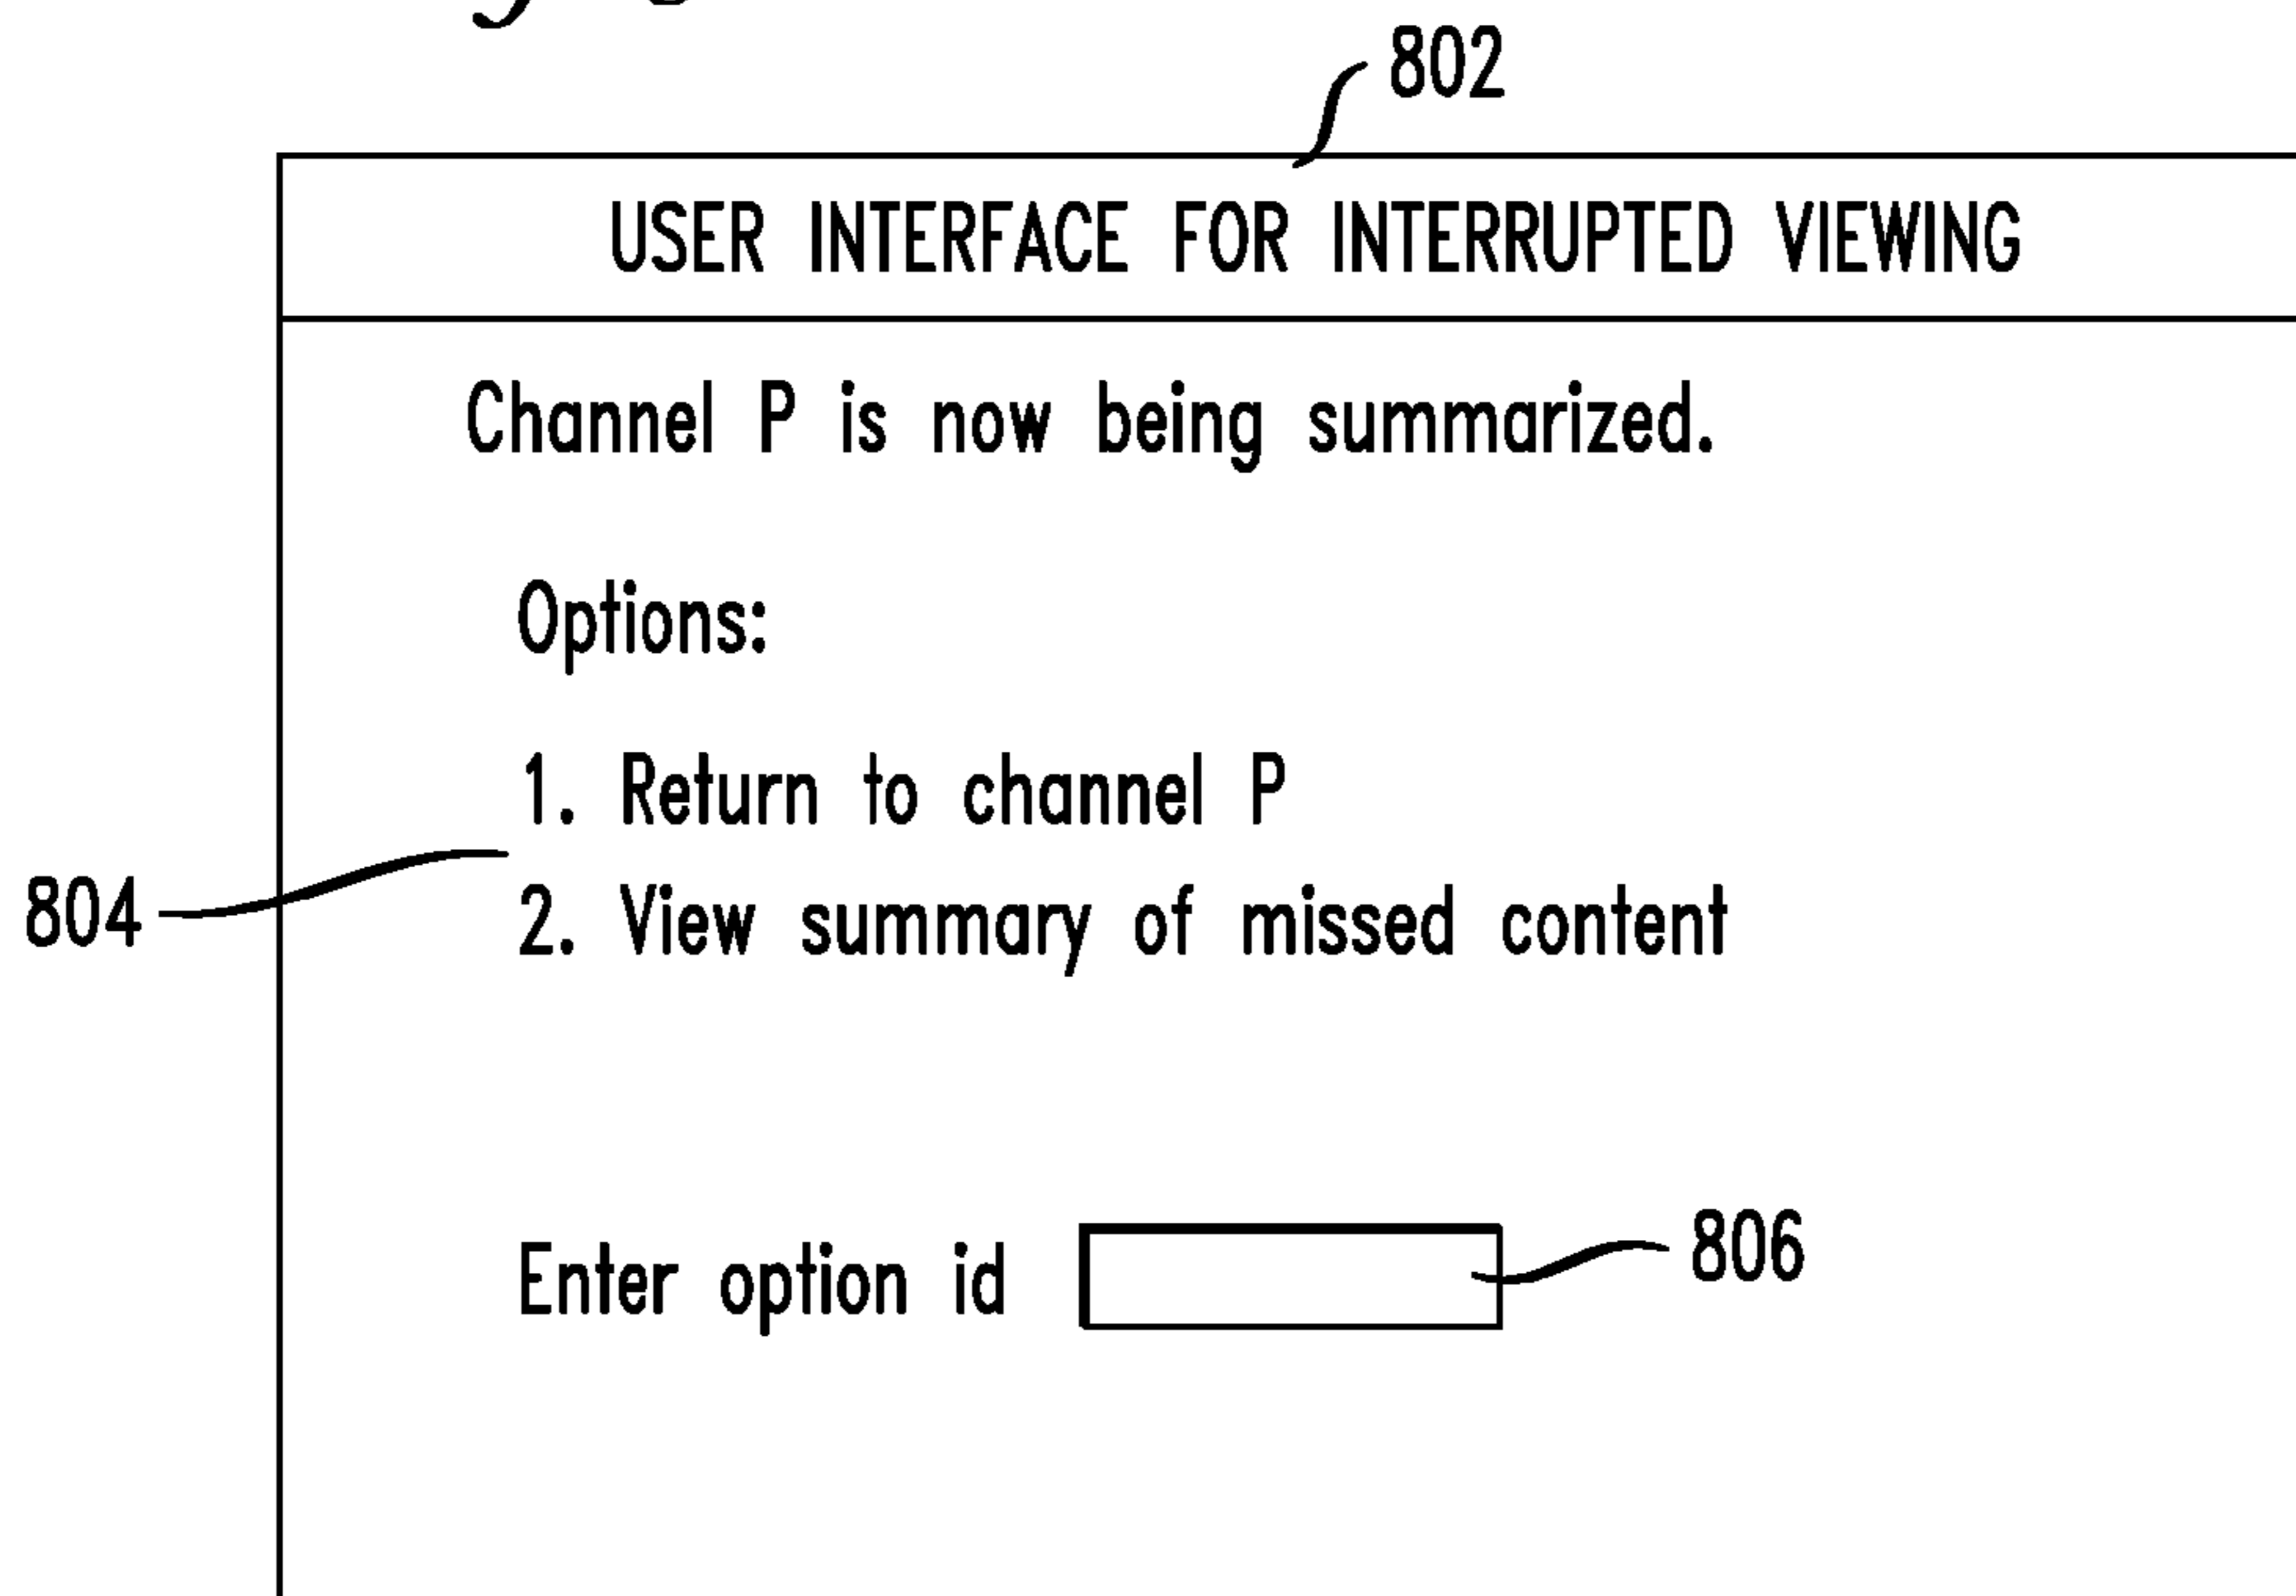 802
USER INTERFACE FOR INTERRUPTED VIEWING
Channel P is now being summarized.
Options:
1. Return to channel P
804
2. View summary of missed content
Enter option id
806